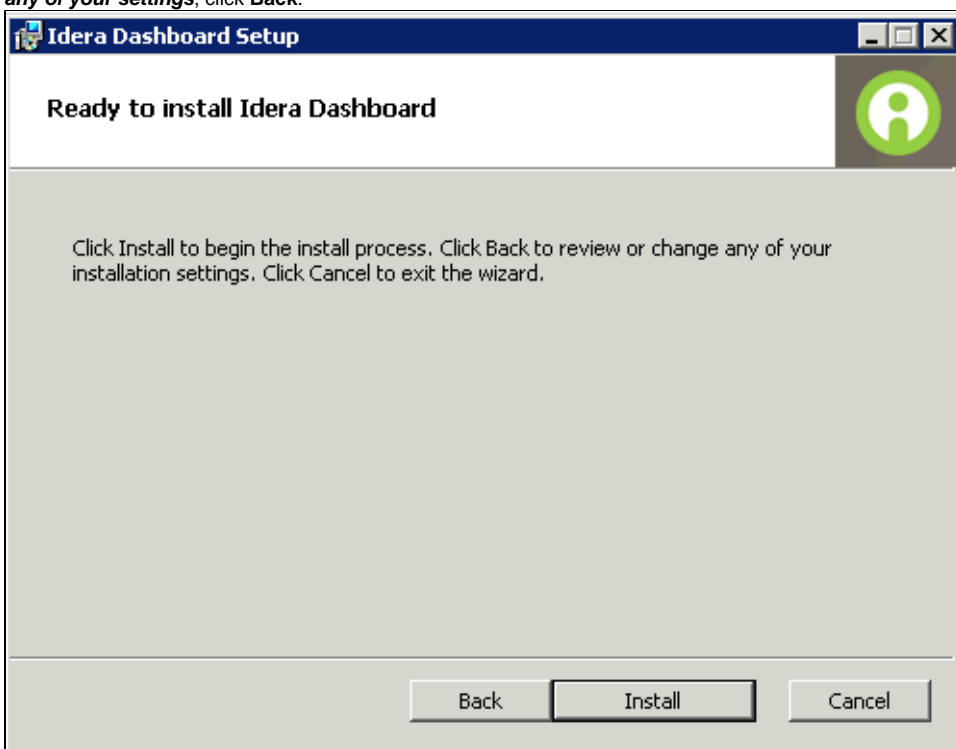 any of your settings, click Back.
Idera Dashboard Setup
Ready to install Idera Dashboard
Click Install to begin the install process. Click Back to review or change any of your
installation settings. Click Cancel to exit the wizard.
Back Install Cancel